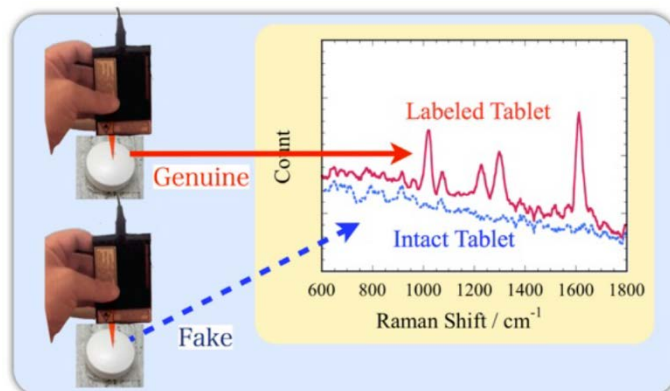 Genuine
Fake
Count
Labeled Tablet
Intact Tablet
600 800 1000 1200 1400 1600 1800
Raman Shift / cm-1